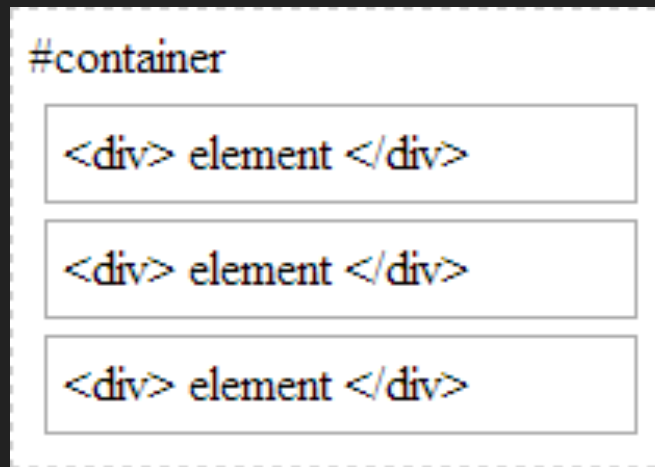 #container
<div> element </div>
<div> element </div>
<div> element </div>